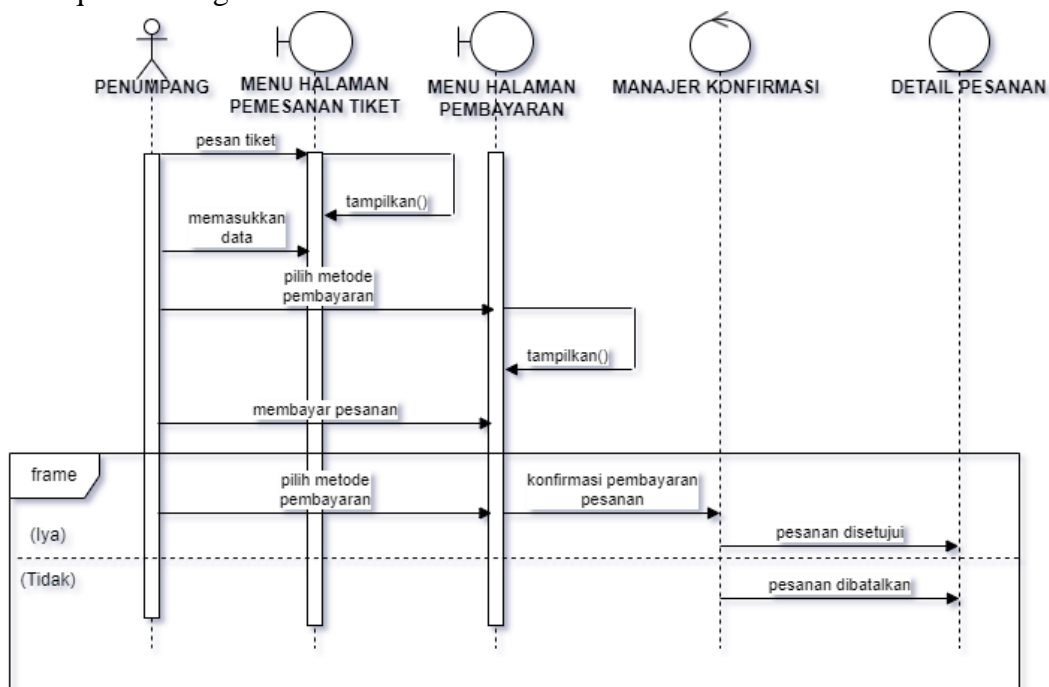 PENUMPANG
MENU HALAMAN
PEMESANAN TIKET
MENU HALAMAN
PEMBAYARAN
MANAJER KONFIRMASI
DETAIL PESANAN
pesan tiket
tampilkan()
memasukkan
data
pilih metode
pembayaran
tampilkan()
membayar pesanan
frame
pilih metode
pembayaran
konfirmasi pembayaran
pesanan
(Iya)
pesanan disetujui
(Tidak)
pesanan dibatalkan